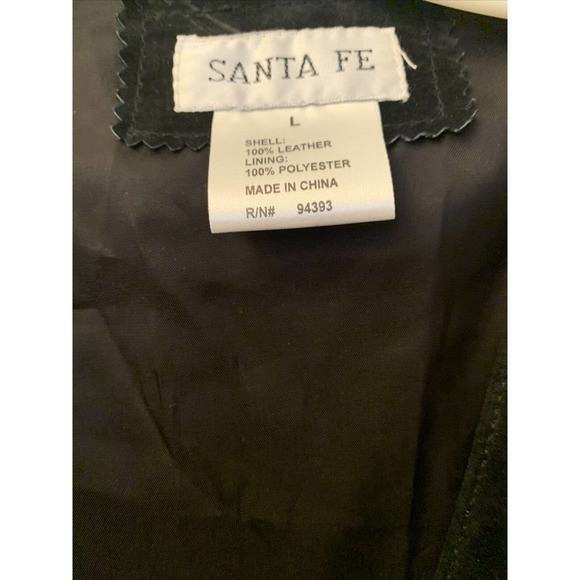 SANTA FE
L
SHELL:
100% LEATHER
LINING:
100% POLYESTER
MADE IN CHINA
R/N# 94393